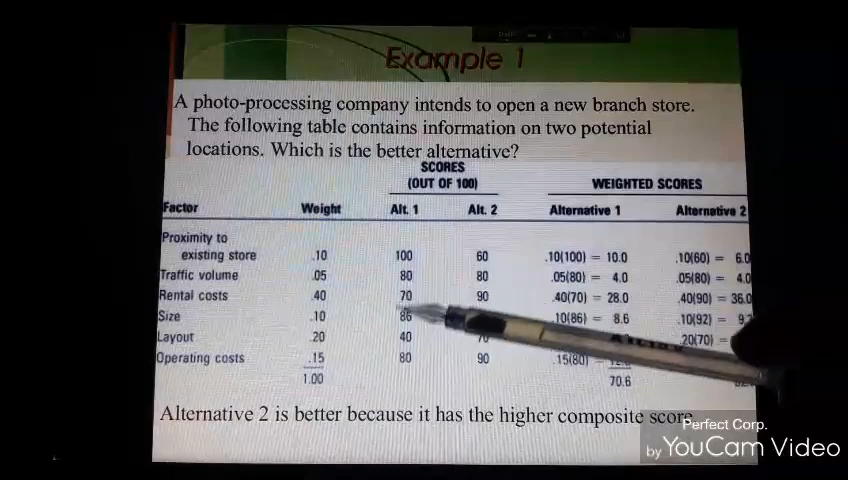 Example 1
A photo-processing company intends to open a new branch store.
The following table contains information on two potential
locations. Which is the better alternative?
SCORES
(OUT OF 100) WEIGHTED SCORES
Factor Weight Alt. 1 Alt. 2 Alternative 1 Alternative 2
Proximity to
existing store .10 100 60 .10(100) = 10.0 .10(60) = 6.0
Traffic volume .05 80 80 .05(80) = 4.0 .05(80) = 4.0
Rental costs .40 70 90 .40(70) = 28.0 .40(90) = 36.0
Size .10 86 .10(86) = 8.6 .10(92) =
Layout .20 40 .20(70) =
Operating costs .15 80 90 .15(80)
1.00 70.6
Alternative 2 is better because it has the higher composite score
Perfect Corp.
by YouCam Video